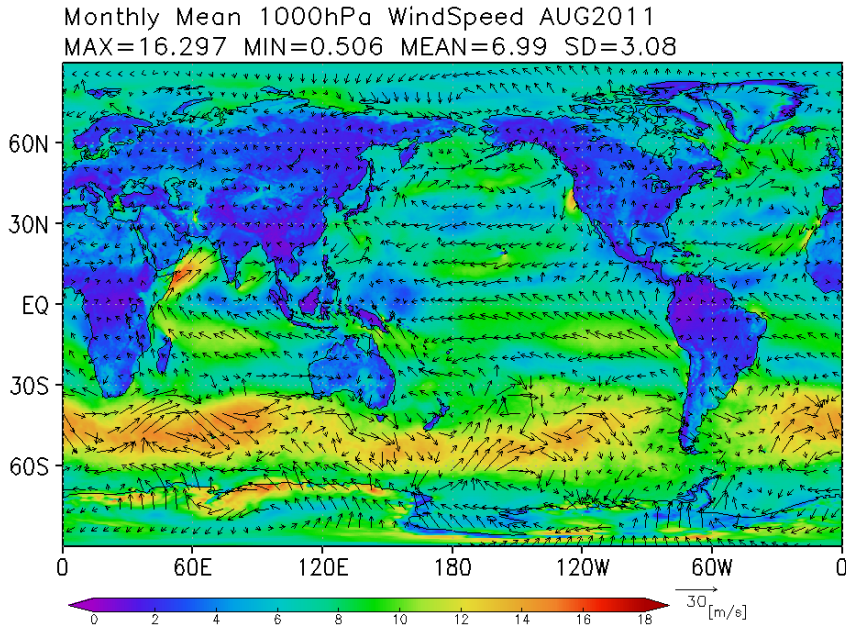 Monthly Mean 1000hPa WindSpeed AUG2011
MAX=16.297 MIN=0.506 MEAN=6.99 SD=3.08
60N
30N
EQ
30S
60S
0 60E 120E 180 120W 60W 0
30 [m/s]
0 2 4 6 8 10 12 14 16 18